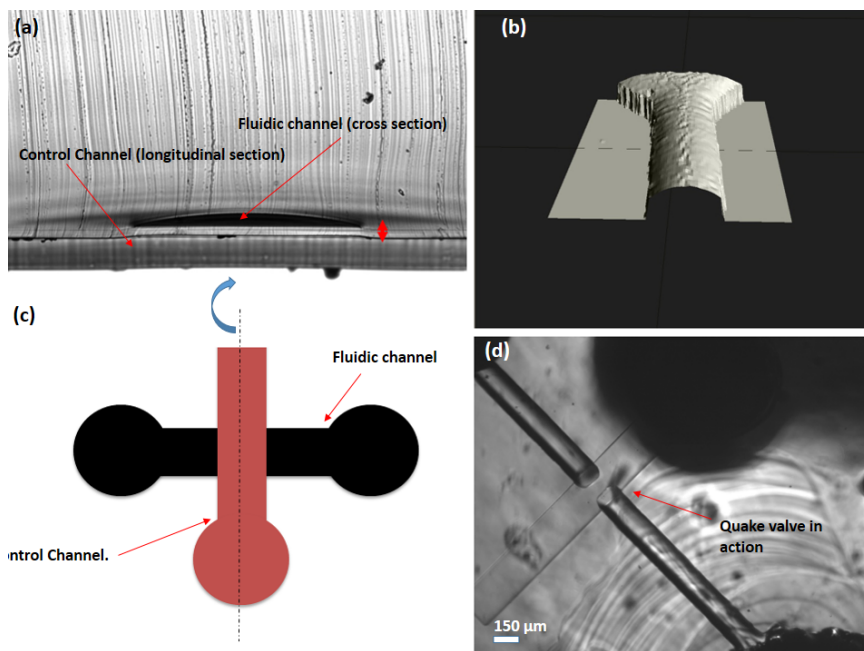 (a)
Fluidic channel (cross section)
Control Channel (longitudinal section)
(b)
(c)
Fluidic channel
ontrol Channel.
(d)
Quake valve in
action
150 µm